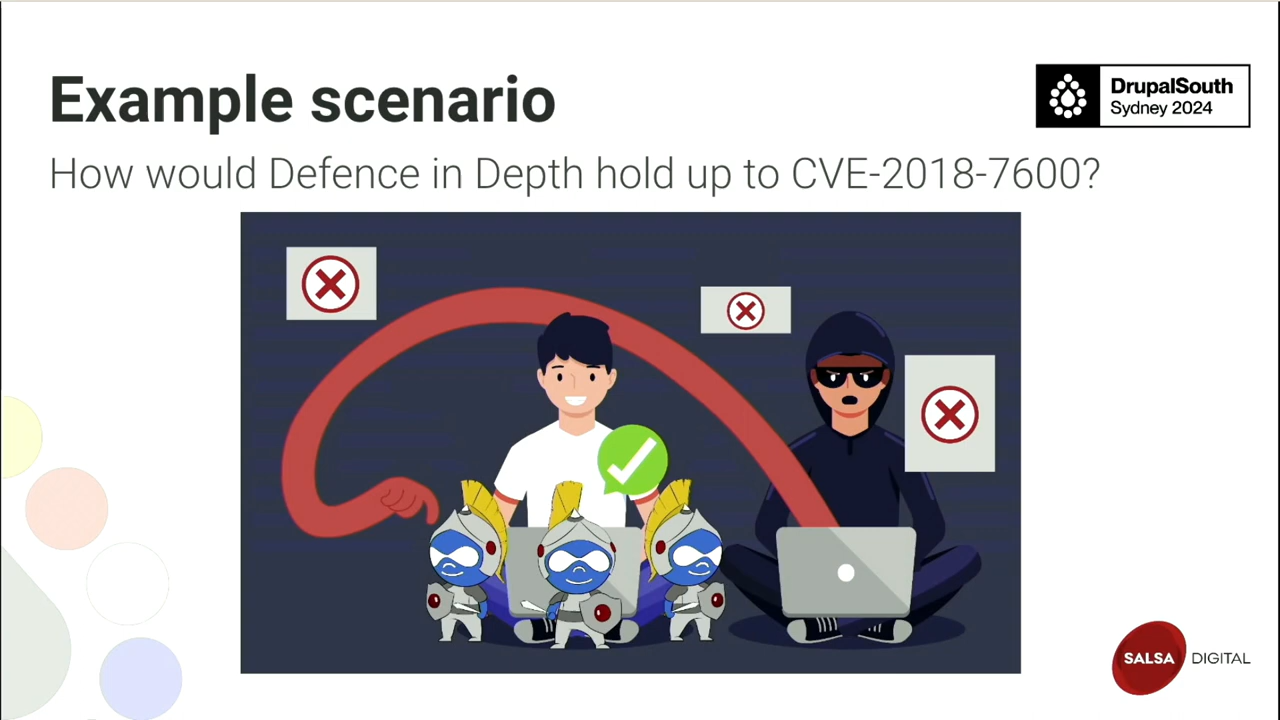 Example scenario
DrupalSouth
Sydney 2024
How would Defence in Depth hold up to CVE-2018-7600?
SALSA DIGITAL